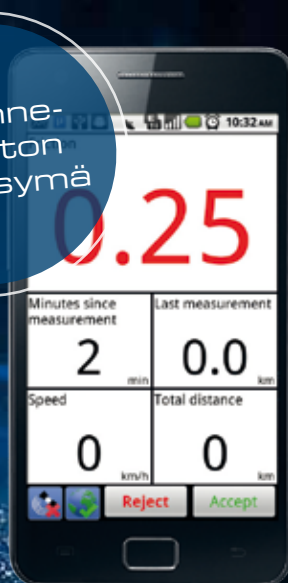 nne-
ton
symä
10:32 AM
0.25
Minutes since
measurement
2 min
Last measurement
0.0 km
Speed
0 km/h
Total distance
0 km
Reject
Accept